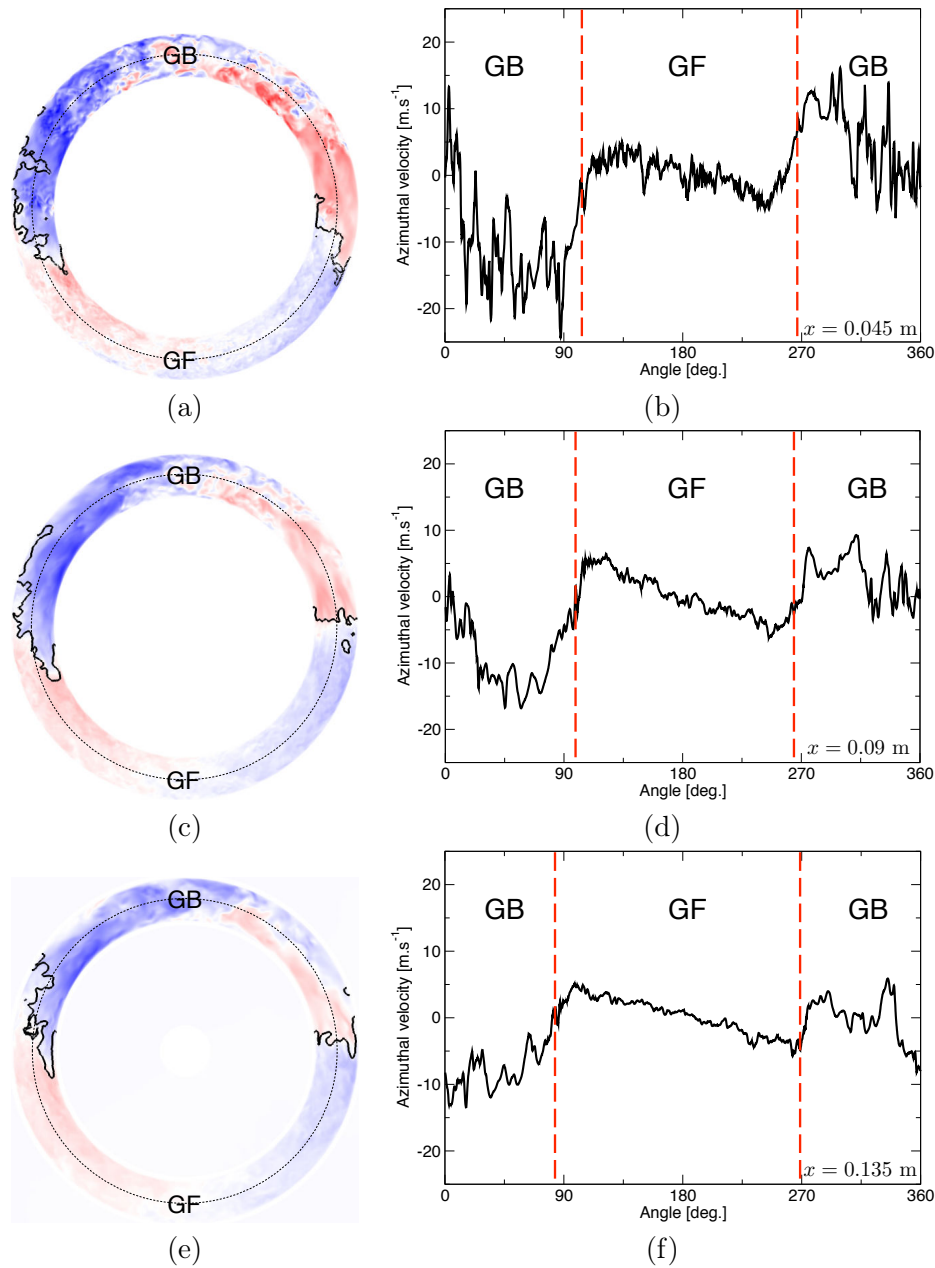 GB
GF
(a)
20
10
0
-10
-20
Azimuthal velocity [m.s⁻¹]
GB
GF
GB
x = 0.045 m
0
90
180
270
360
Angle [deg.]
(b)
GB
GF
(c)
20
10
0
-10
-20
Azimuthal velocity [m.s⁻¹]
GB
GF
GB
x = 0.09 m
0
90
180
270
360
Angle [deg.]
(d)
GB
GF
(e)
20
10
0
-10
-20
Azimuthal velocity [m.s⁻¹]
GB
GF
GB
x = 0.135 m
0
90
180
270
360
Angle [deg.]
(f)